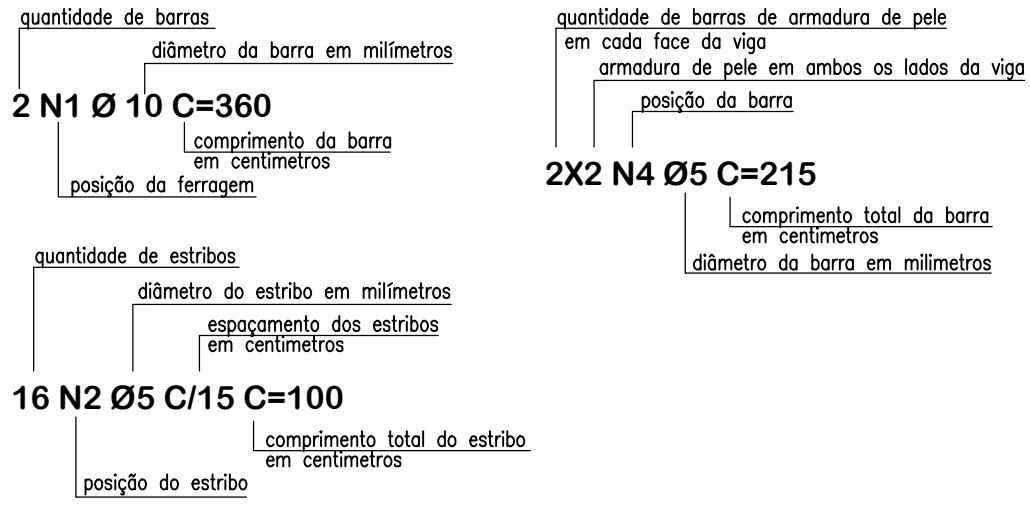 quantidade de barras
diâmetro da barra em milímetros
2 N1 Ø 10 C=360
comprimento da barra
em centimetros
posição da ferragem
quantidade de barras de armadura de pele
em cada face da viga
armadura de pele em ambos os lados da viga
posição da barra
2X2 N4 Ø5 C=215
comprimento total da barra
em centimetros
diâmetro da barra em milimetros
quantidade de estribos
diâmetro do estribo em milímetros
espaçamento dos estribos
em centimetros
16 N2 Ø5 C/15 C=100
comprimento total do estribo
em centimetros
posição do estribo